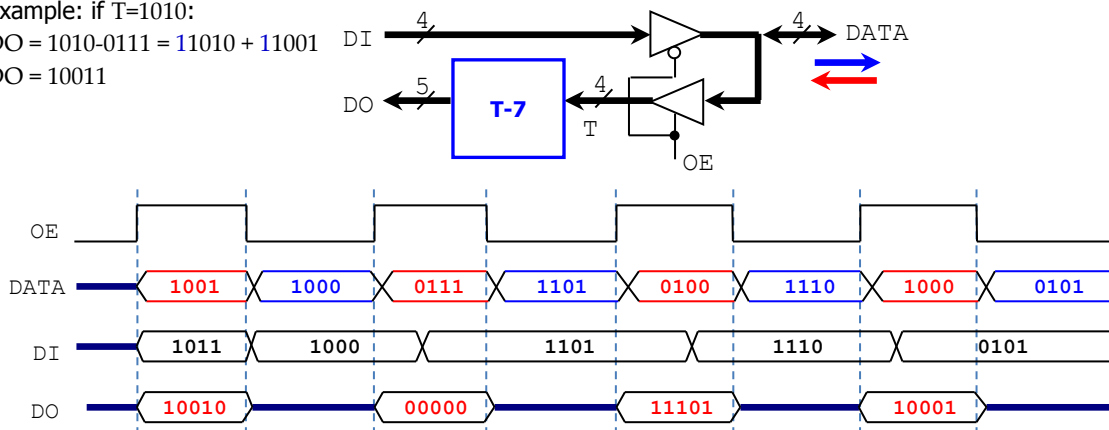 xample: if T=1010:
DO = 1010-0111 = 11010 + 11001
DO = 10011
DI 4 4 DATA
DO 5 T-7 4
T
OE
OE
DATA 1001 1000 0111 1101 0100 1110 1000 0101
DI 1011 1000 1101 1110 0101
DO 10010 00000 11101 10001